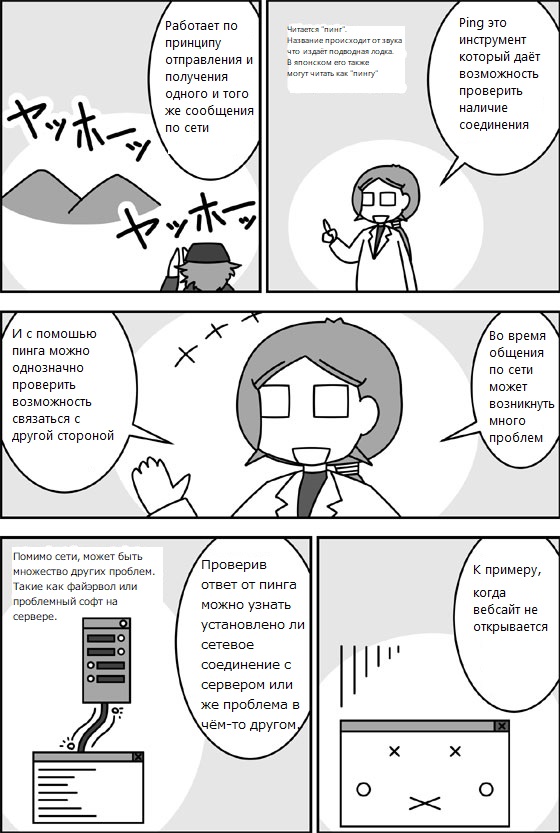 Ping это
инструмент
который даёт
возможность
проверить
наличие
соединения
Читается "пинг".
Название происходит от звука
что издаёт подводная лодка.
В японском его также
могут читать как "пингу"
Работает по
принципу
отправления и
получения
одного и того
же сообщения
по сети
ヤッホーッ
ヤッホーッ
Во время
общения
по сети
может
возникнуть
много
проблем
И с помошью
пинга можно
однозначно
проверить
возможность
связаться с
другой стороной
К примеру,
когда
вебсайт не
открывается
Проверив
ответ от пинга
можно узнать
установлено ли
сетевое
соединение с
сервером или
же проблема в
чём-то другом.
Помимо сети, может быть
множество других проблем.
Такие как файэрвол или
проблемный софт на
сервере.